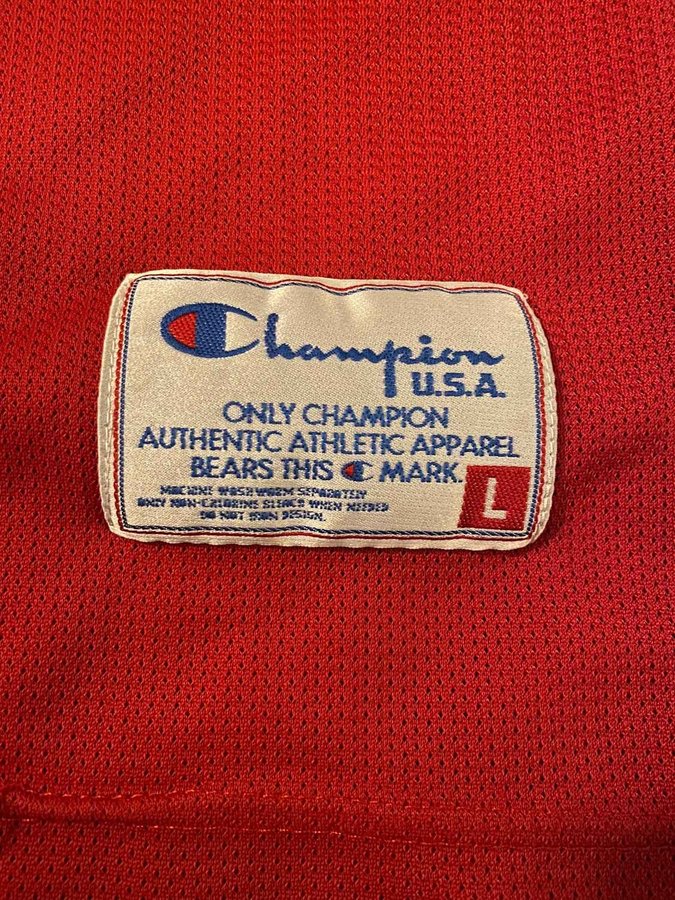 Champion
U.S.A.
ONLY CHAMPION
AUTHENTIC ATHLETIC APPAREL
BEARS THIS C MARK.
L
MACHINE WASH WARM SEPARATELY
ONLY NON-CHLORINE BLEACH WHEN NEEDED
DO NOT IRON DESIGN.